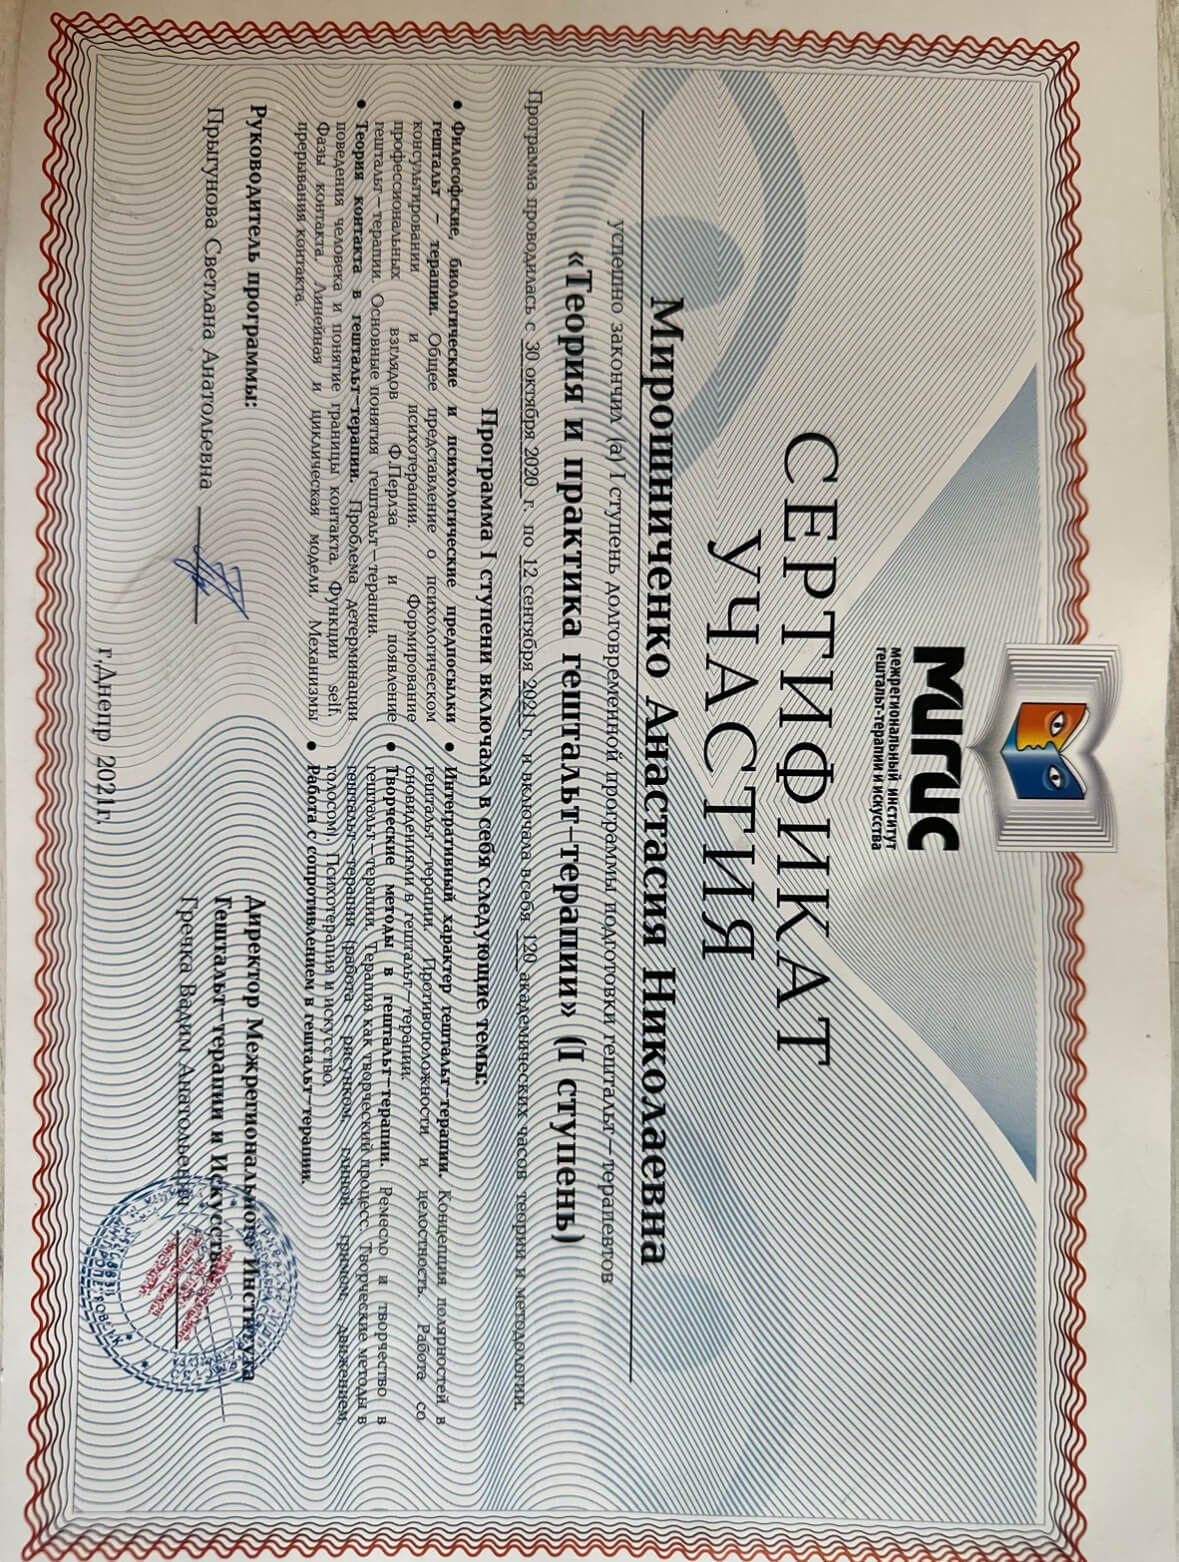 мигис
межрегиональный институт
гештальт-терапии и искусства
СЕРТИФИКАТ
УЧАСТИЯ
Мирошниченко Анастасия Николаевна
успешно закончил (а) I ступень долговременной программы подготовки гештальт-терапевтов
«Теория и практика гештальт-терапии» (I ступень)
Программа проводилась с 30 октября 2020 г. по 12 сентября 2021 г. и включала всебя 120 академических часов теории и методологии.
Программа I ступени включала в себя следующие темы:
• Философские, биологические и психологические предпосылки
гештальт - терапии. Общее представление о психологическом
консультировании и психотерапии. Формирование
профессиональных взглядов Ф.Перлза и появление
гештальт-терапии. Основные понятия гештальт-терапии.
• Теория контакта в гештальт-терапии. Проблема детерминации
поведения человека и понятие границы контакта. Функции self.
Фазы контакта. Линейная и циклическая модели. Механизмы
прерывания контакта.
• Интегративный характер гештальт-терапии. Концепция полярностей в
гештальт-терапии. Противоположности и целостность. Работа со
сновидениями в гештальт-терапии.
• Творческие методы в гештальт-терапии. Ремесло и творчество в
гештальт-терапии. Терапия как творческий процесс. Творческие методы в
гештальт-терапии (работа с рисунком, глиной, гримом, движением,
голосом). Психотерапия и искусство.
• Работа с сопротивлением в гештальт-терапии.
Руководитель программы:
Прыгунова Светлана Анатольевна
Директор Межрегионального Института
Гештальт-терапии и Искусства
Гречка Вадим Анатольевич
г.Днепр 2021г.